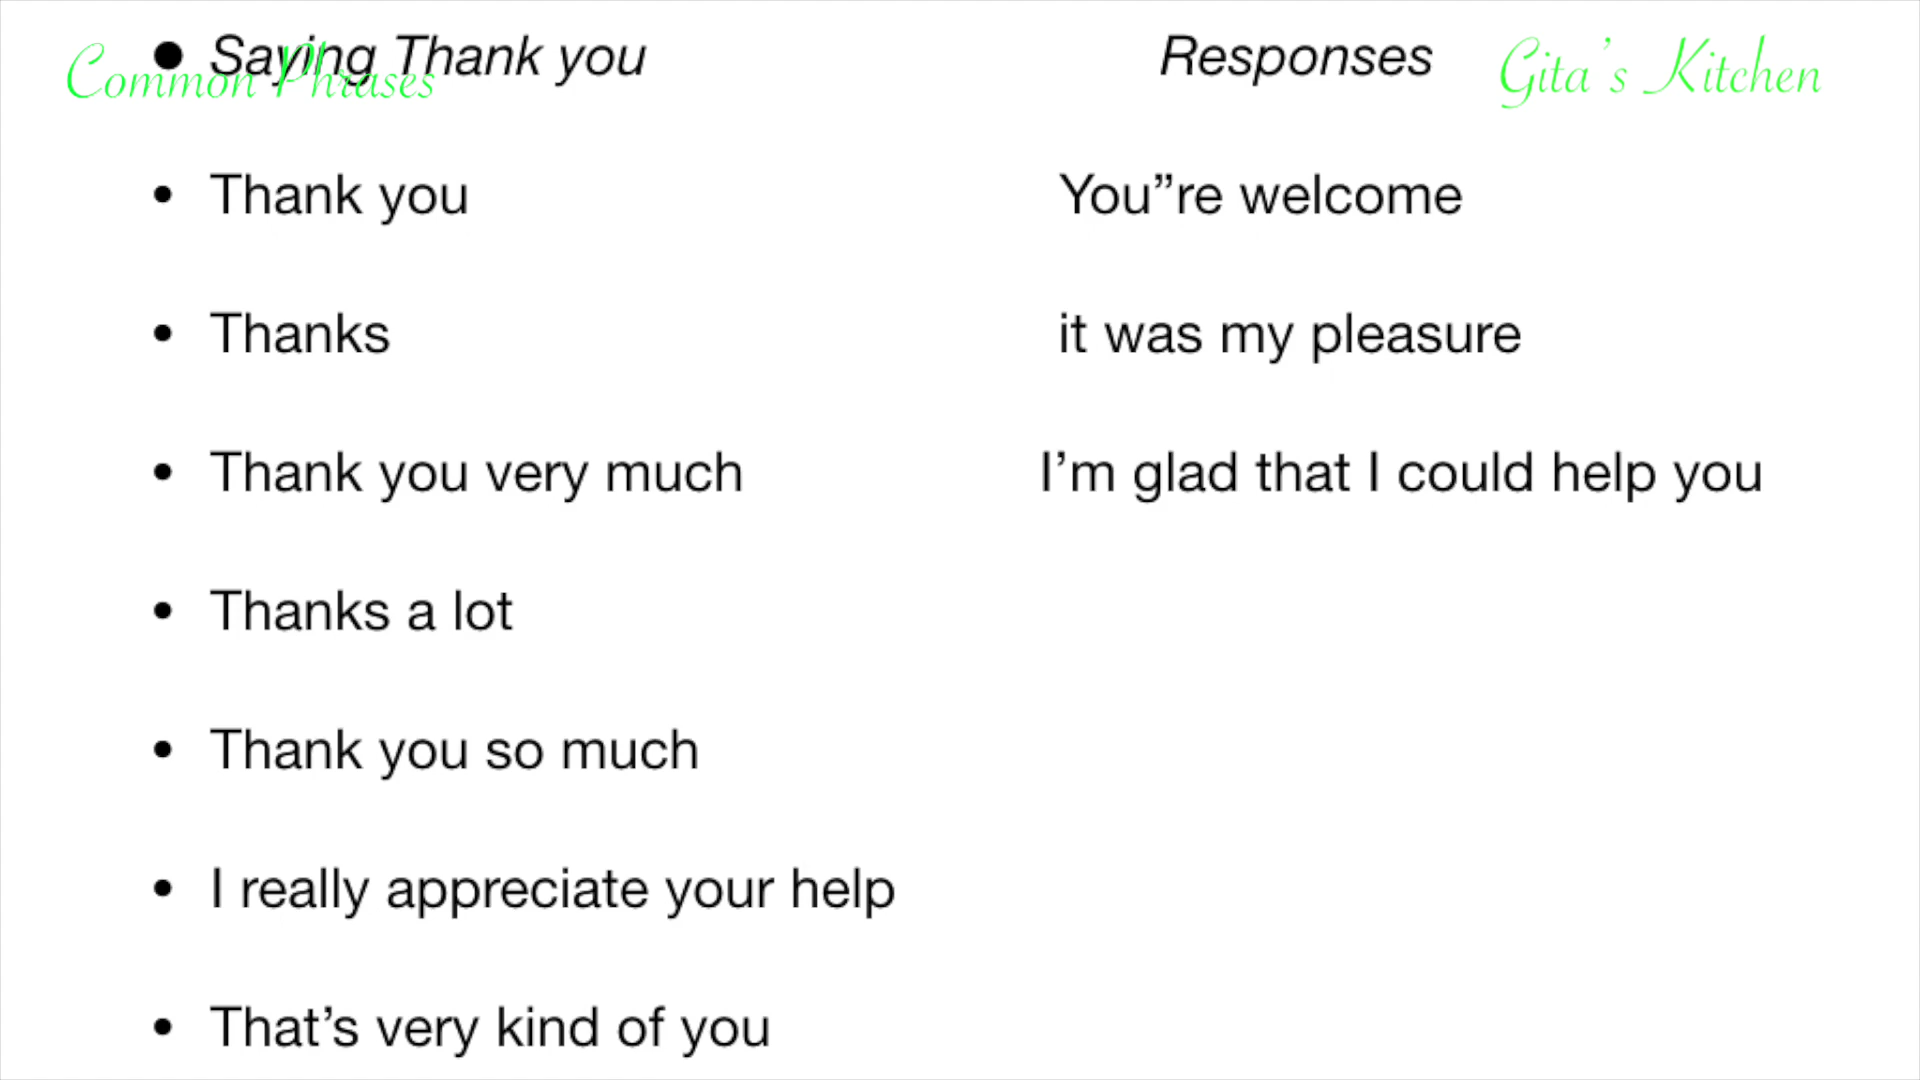 ● Saying Thank you Responses
Common Phrases Gita's Kitchen
• Thank you You”re welcome
• Thanks it was my pleasure
• Thank you very much I’m glad that I could help you
• Thanks a lot
• Thank you so much
• I really appreciate your help
• That’s very kind of you